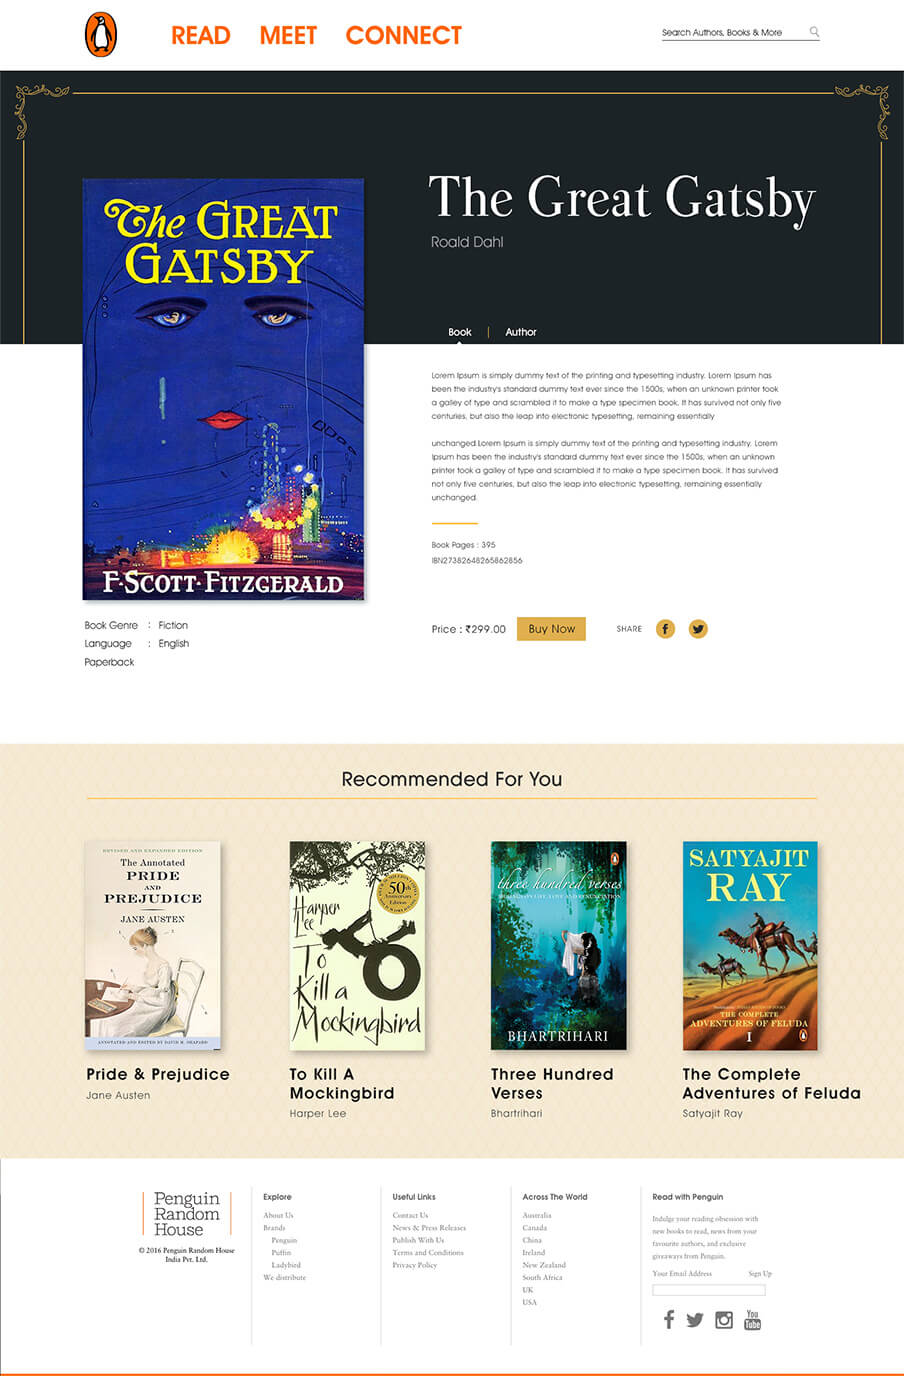 READ MEET CONNECT
Search Authors, Books & More
The GREAT
GATSBY
F·SCOTT·FITZGERALD
The Great Gatsby
Roald Dahl
Book | Author
Lorem Ipsum is simply dummy text of the printing and typesetting industry. Lorem Ipsum has
been the industry's standard dummy text ever since the 1500s, when an unknown printer took
a galley of type and scrambled it to make a type specimen book. It has survived not only five
centuries, but also the leap into electronic typesetting, remaining essentially
unchanged.Lorem Ipsum is simply dummy text of the printing and typesetting industry. Lorem
Ipsum has been the industry's standard dummy text ever since the 1500s, when an unknown
printer took a galley of type and scrambled it to make a type specimen book. It has survived
not only five centuries, but also the leap into electronic typesetting, remaining essentially
unchanged.
Book Pages : 395
IBN27382648265862856
Book Genre : Fiction
Language : English
Paperback
Price : ₹299.00 Buy Now SHARE
Recommended For You
REVISED AND EXPANDED EDITION
The Annotated
PRIDE
AND
PREJUDICE
JANE AUSTEN
ANNOTATED AND EDITED BY DAVID M. SHAPARD
Pride & Prejudice
Jane Austen
50th
Anniversary
Edition
Harper
Lee
To
Kill a
Mockingbird
To Kill A
Mockingbird
Harper Lee
three hundred verses
BHARTRIHARI
Three Hundred
Verses
Bhartrihari
SATYAJIT
RAY
THE COMPLETE
ADVENTURES OF FELUDA
I
The Complete
Adventures of Feluda
Satyajit Ray
Penguin
Random
House
© 2016 Penguin Random House
India Pvt. Ltd.
Explore
About Us
Brands
Penguin
Puffin
Ladybird
We distribute
Useful Links
Contact Us
News & Press Releases
Publish With Us
Terms and Conditions
Privacy Policy
Across The World
Australia
Canada
China
Ireland
New Zealand
South Africa
UK
USA
Read with Penguin
Indulge your reading obsession with
new books to read, news from your
favourite authors, and exclusive
giveaways from Penguin.
Your Email Address Sign Up
You
Tube